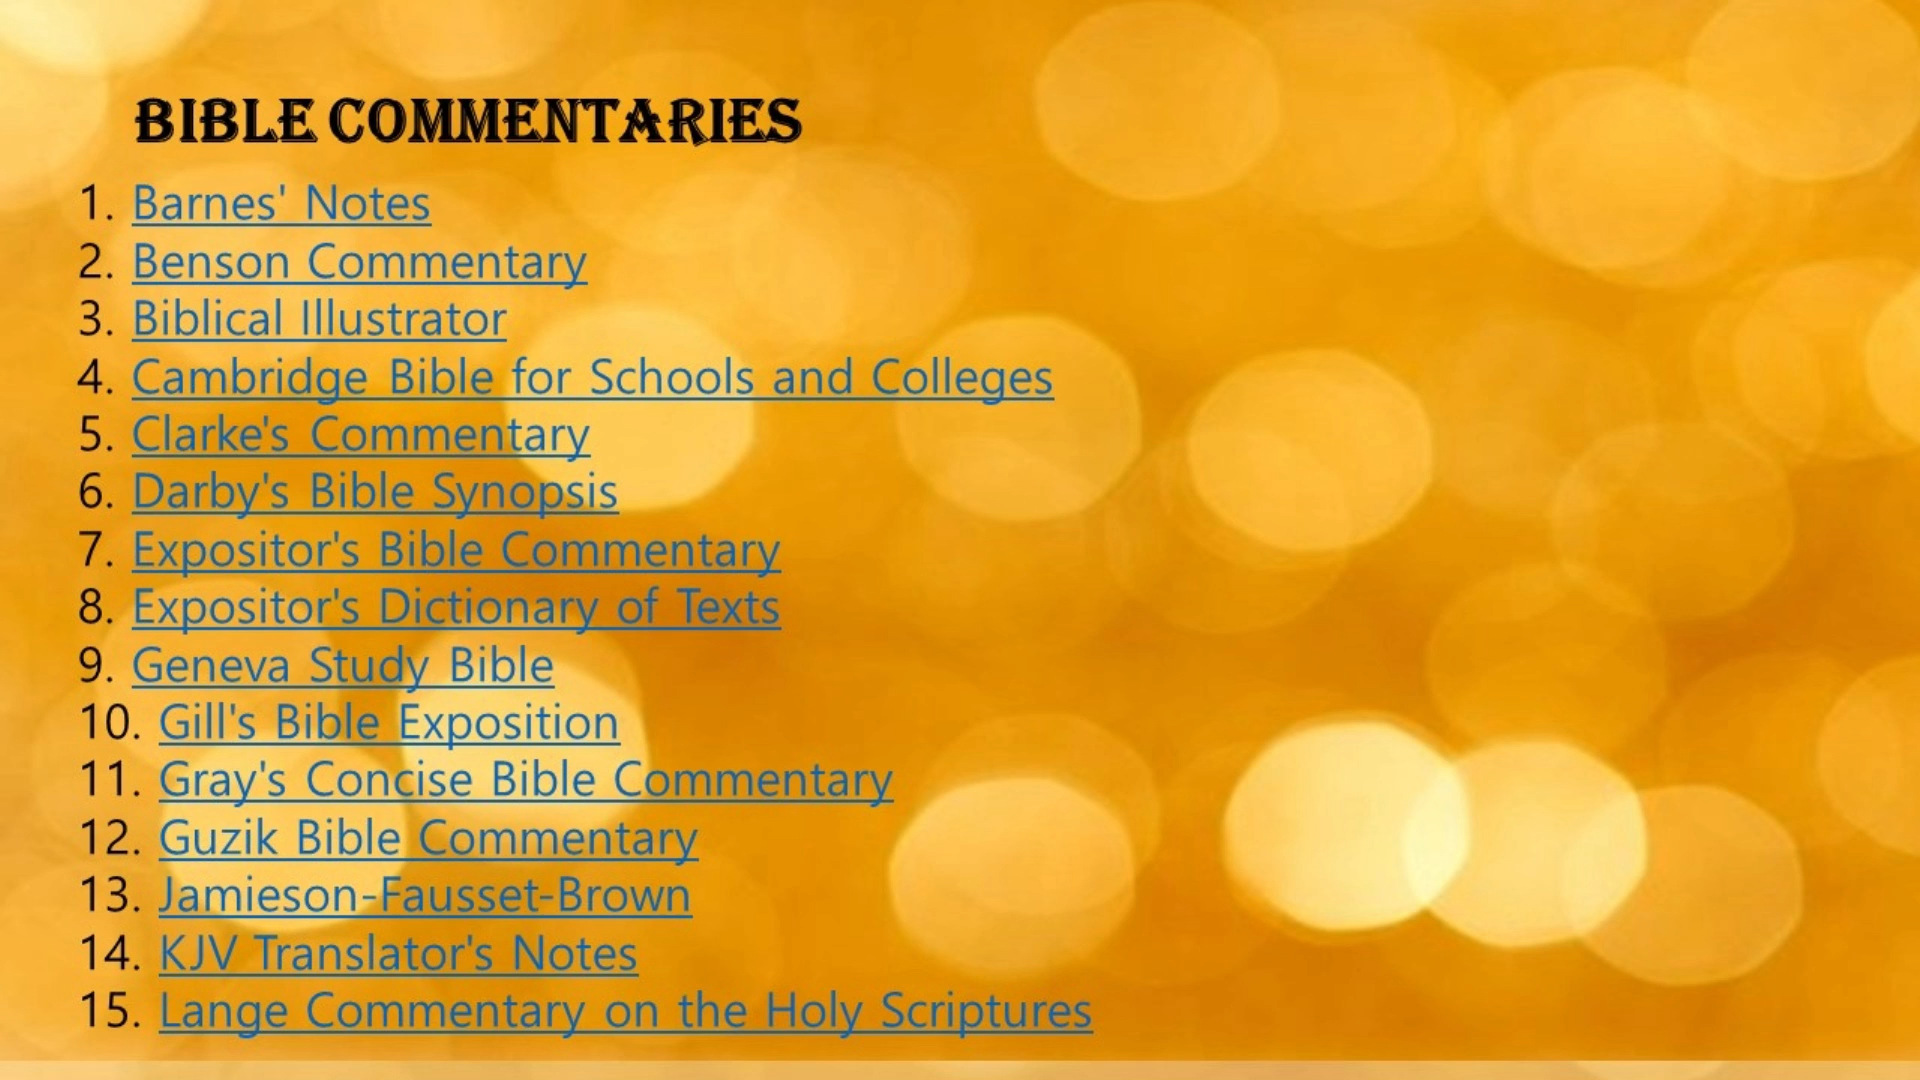 BIBLE COMMENTARIES
1. Barnes' Notes
2. Benson Commentary
3. Biblical Illustrator
4. Cambridge Bible for Schools and Colleges
5. Clarke's Commentary
6. Darby's Bible Synopsis
7. Expositor's Bible Commentary
8. Expositor's Dictionary of Texts
9. Geneva Study Bible
10. Gill's Bible Exposition
11. Gray's Concise Bible Commentary
12. Guzik Bible Commentary
13. Jamieson-Fausset-Brown
14. KJV Translator's Notes
15. Lange Commentary on the Holy Scriptures